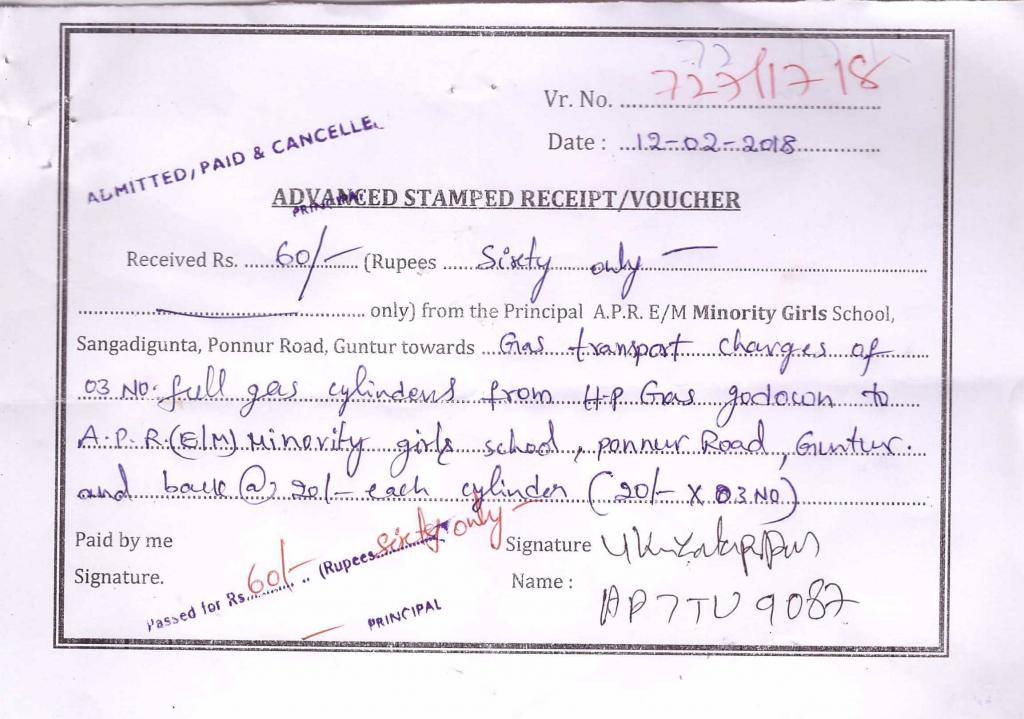 Vr. No. 727/17 18
Date : 12-02-2018
ADMITTED, PAID & CANCELLE
PRINCIPAL
ADVANCED STAMPED RECEIPT/VOUCHER
Received Rs. 60/- (Rupees Sixty only
only) from the Principal A.P.R. E/M Minority Girls School,
Sangadigunta, Ponnur Road, Guntur towards Gas transport charges of
03 NO. full gas cylinders from H.P Gas godown to
A.P.R.(E/M) Minority girls school, ponnur Road, Guntur.
and back @ 20/- each cylinder (20/- X 03 NO.)
Paid by me
Signature.
Passed for Rs. 60/- (Rupees sixty only
PRINCIPAL
Signature
Name : AP7TU 9087